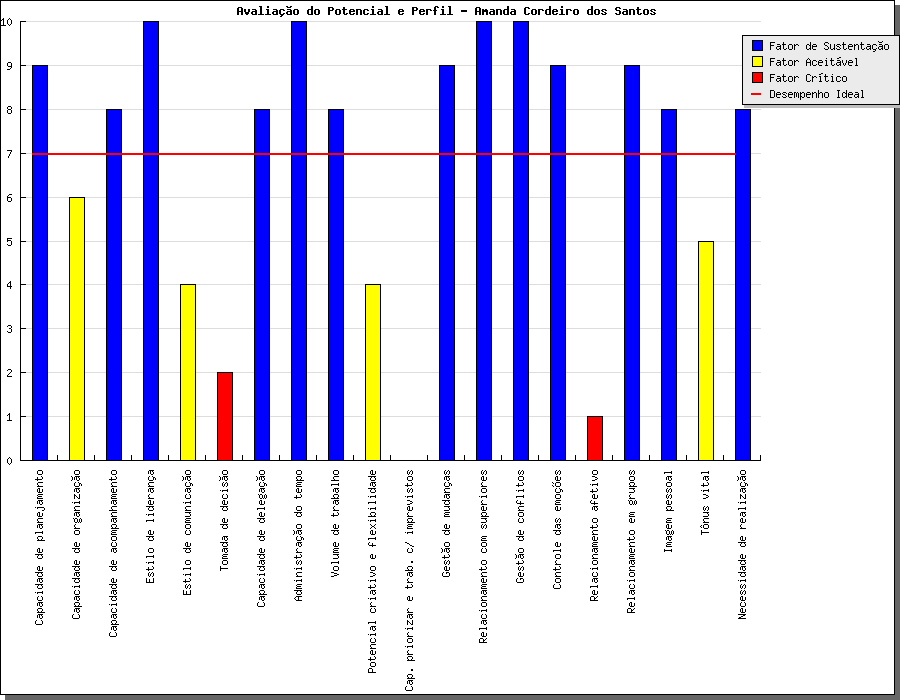 Avaliação do Potencial e Perfil - Amanda Cordeiro dos Santos
Fator de Sustentação
Fator Aceitável
Fator Crítico
Desempenho Ideal
10
9
8
7
6
5
4
3
2
1
0
Capacidade de planejamento
Capacidade de organização
Capacidade de acompanhamento
Estilo de liderança
Estilo de comunicação
Tomada de decisão
Capacidade de delegação
Administração do tempo
Volume de trabalho
Potencial criativo e flexibilidade
Cap. priorizar e trab. c/ imprevistos
Gestão de mudanças
Relacionamento com superiores
Gestão de conflitos
Controle das emoções
Relacionamento afetivo
Relacionamento em grupos
Imagem pessoal
Tônus vital
Necessidade de realização